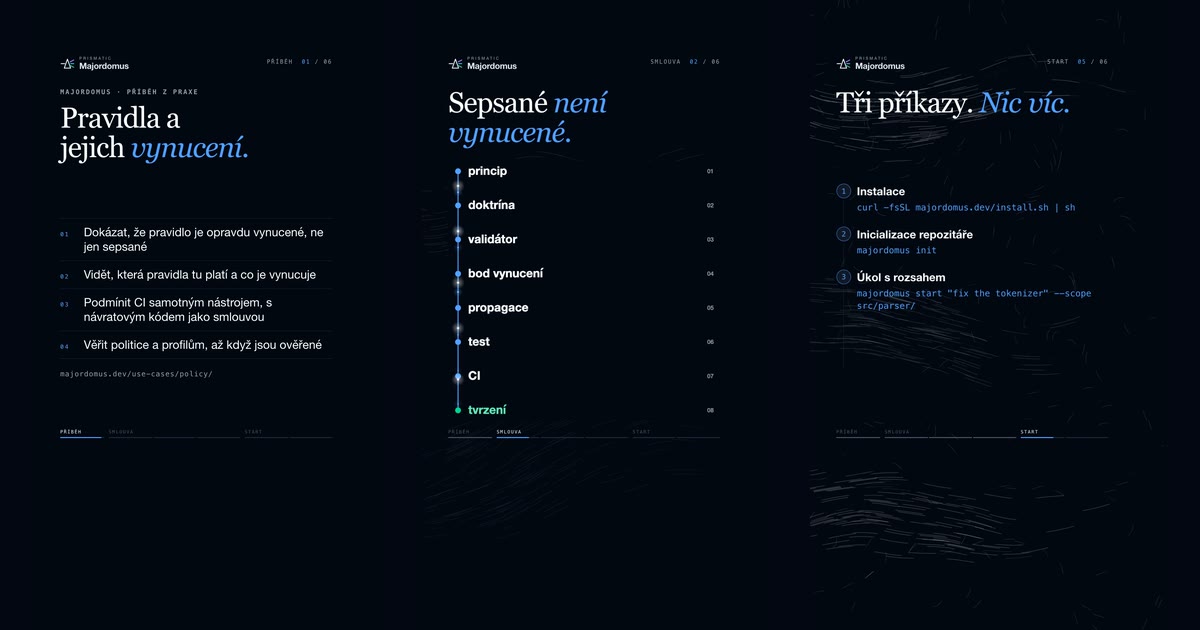 PRISMATIC
Majordomus
PŘÍBĚH 01 / 06
MAJORDOMUS · PŘÍBĚH Z PRAXE
Pravidla a
jejich vynucení.
01 Dokázat, že pravidlo je opravdu vynucené, ne
jen sepsané
02 Vidět, která pravidla tu platí a co je vynucuje
03 Podmínit CI samotným nástrojem, s
návratovým kódem jako smlouvou
04 Věřit politice a profilům, až když jsou ověřené
majordomus.dev/use-cases/policy/
PŘÍBĚH SMLOUVA START
PRISMATIC
Majordomus
SMLOUVA 02 / 06
Sepsané není
vynucené.
princip 01
doktrína 02
validátor 03
bod vynucení 04
propagace 05
test 06
CI 07
tvrzení 08
PŘÍBĚH SMLOUVA START
PRISMATIC
Majordomus
START 05 / 06
Tři příkazy. Nic víc.
1 Instalace
curl -fsSL majordomus.dev/install.sh | sh
2 Inicializace repozitáře
majordomus init
3 Úkol s rozsahem
majordomus start "fix the tokenizer" --scope
src/parser/
PŘÍBĚH SMLOUVA START